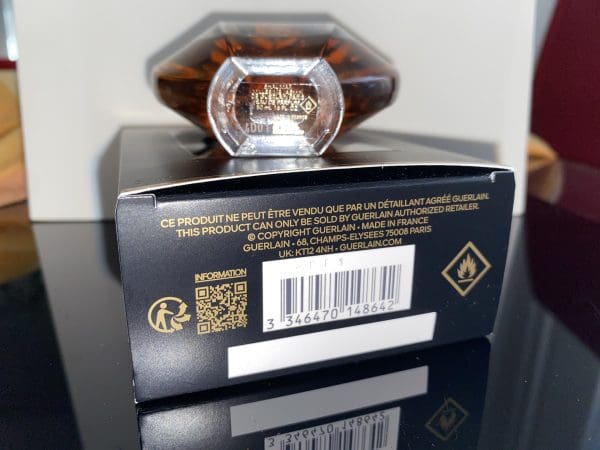 CE PRODUIT NE PEUT ÊTRE VENDU QUE PAR UN DÉTAILLANT AGRÉÉ GUERLAIN.
THIS PRODUCT CAN ONLY BE SOLD BY GUERLAIN AUTHORIZED RETAILER.
© COPYRIGHT GUERLAIN • MADE IN FRANCE
GUERLAIN • 68, CHAMPS-ELYSEES 75008 PARIS
UK: KT12 4NH • GUERLAIN.COM
INFORMATION
3 346470 148642